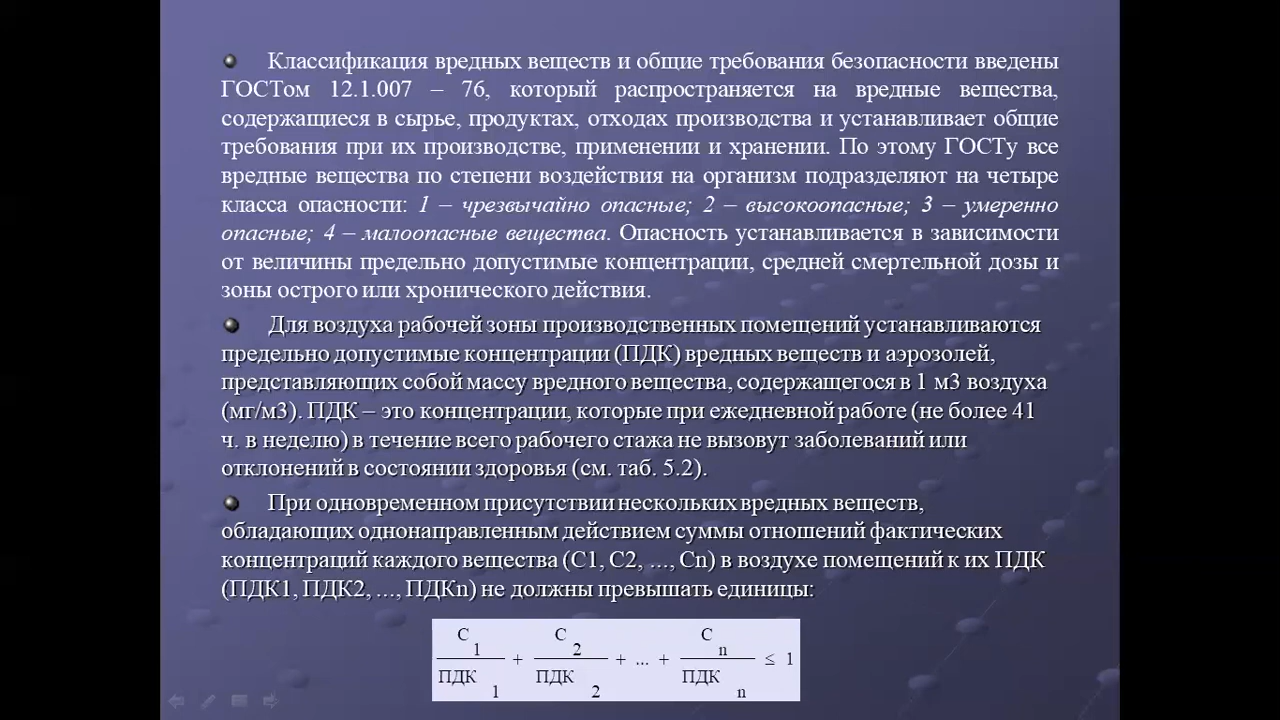 Классификация вредных веществ и общие требования безопасности введены
ГОСТом 12.1.007 – 76, который распространяется на вредные вещества,
содержащиеся в сырье, продуктах, отходах производства и устанавливает общие
требования при их производстве, применении и хранении. По этому ГОСТу все
вредные вещества по степени воздействия на организм подразделяют на четыре
класса опасности: 1 – чрезвычайно опасные; 2 – высокоопасные; 3 – умеренно
опасные; 4 – малоопасные вещества. Опасность устанавливается в зависимости
от величины предельно допустимые концентрации, средней смертельной дозы и
зоны острого или хронического действия.
Для воздуха рабочей зоны производственных помещений устанавливаются
предельно допустимые концентрации (ПДК) вредных веществ и аэрозолей,
представляющих собой массу вредного вещества, содержащегося в 1 м3 воздуха
(мг/м3). ПДК – это концентрации, которые при ежедневной работе (не более 41
ч. в неделю) в течение всего рабочего стажа не вызовут заболеваний или
отклонений в состоянии здоровья (см. таб. 5.2).
При одновременном присутствии нескольких вредных веществ,
обладающих однонаправленным действием суммы отношений фактических
концентраций каждого вещества (С1, С2, ..., Сn) в воздухе помещений к их ПДК
(ПДК1, ПДК2, ..., ПДКn) не должны превышать единицы:
С1 / ПДК1 + С2 / ПДК2 + ... + Сn / ПДКn ≤ 1